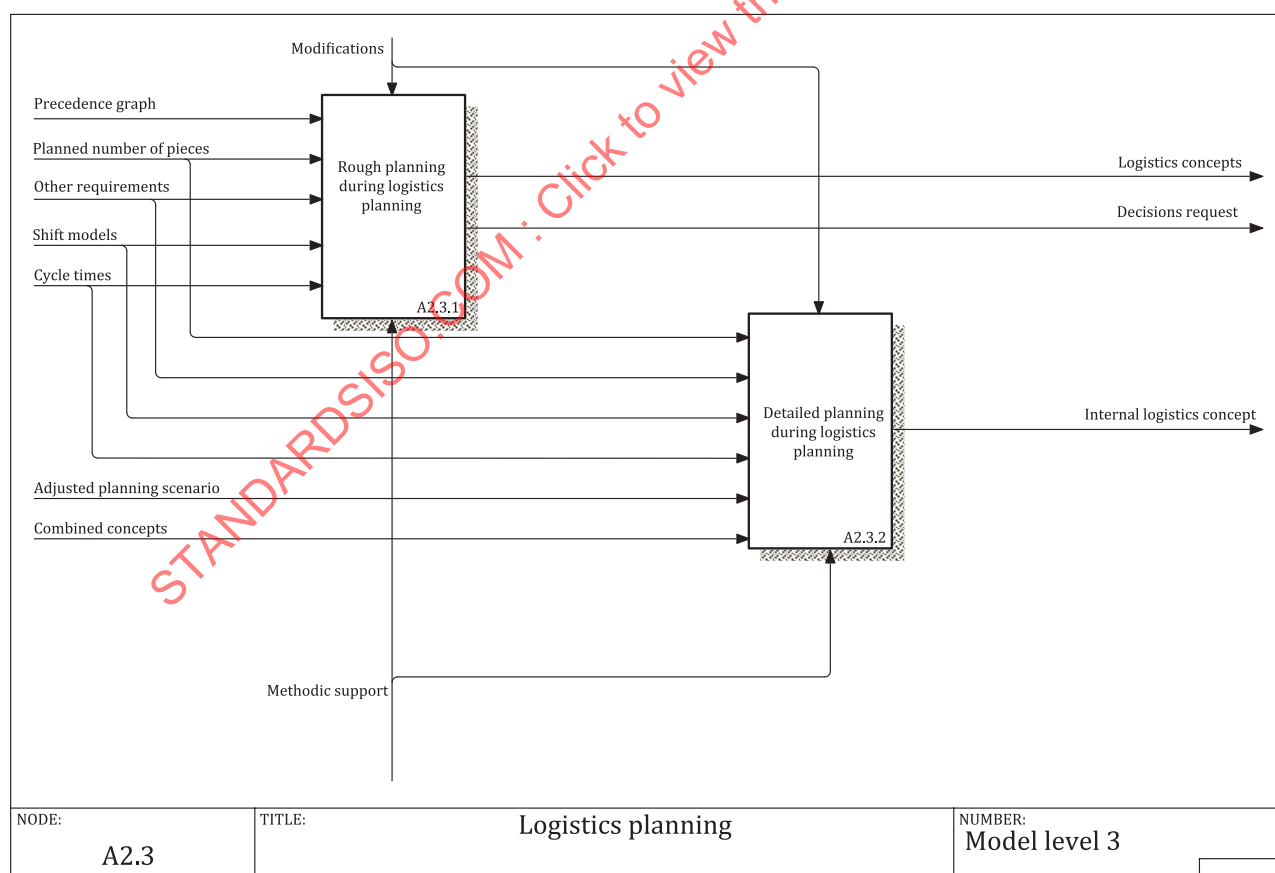 Modifications
Precedence graph
Planned number of pieces
Other requirements
Shift models
Cycle times
Rough planning
during logistics
planning
A2.3.1
Logistics concepts
Decisions request
Detailed planning
during logistics
planning
A2.3.2
Internal logistics concept
Adjusted planning scenario
Combined concepts
Methodic support
STANDARDSISO.COM : Click to view
NODE:
A2.3
TITLE:
Logistics planning
NUMBER:
Model level 3